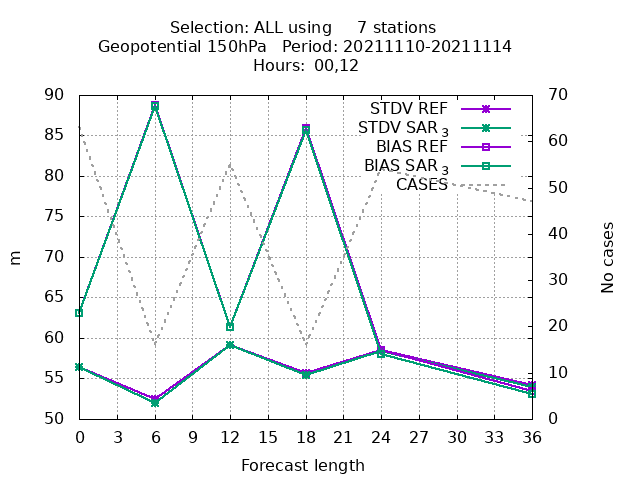 Selection: ALL using     7 stations
Geopotential 150hPa   Period: 20211110-20211114
Hours:  00,12
90
85
80
75
70
65
60
55
50
m
70
60
50
40
30
20
10
0
No cases
STDV REF
STDV SAR 3
BIAS REF
BIAS SAR 3
CASES
0 3 6 9 12 15 18 21 24 27 30 33 36
Forecast length